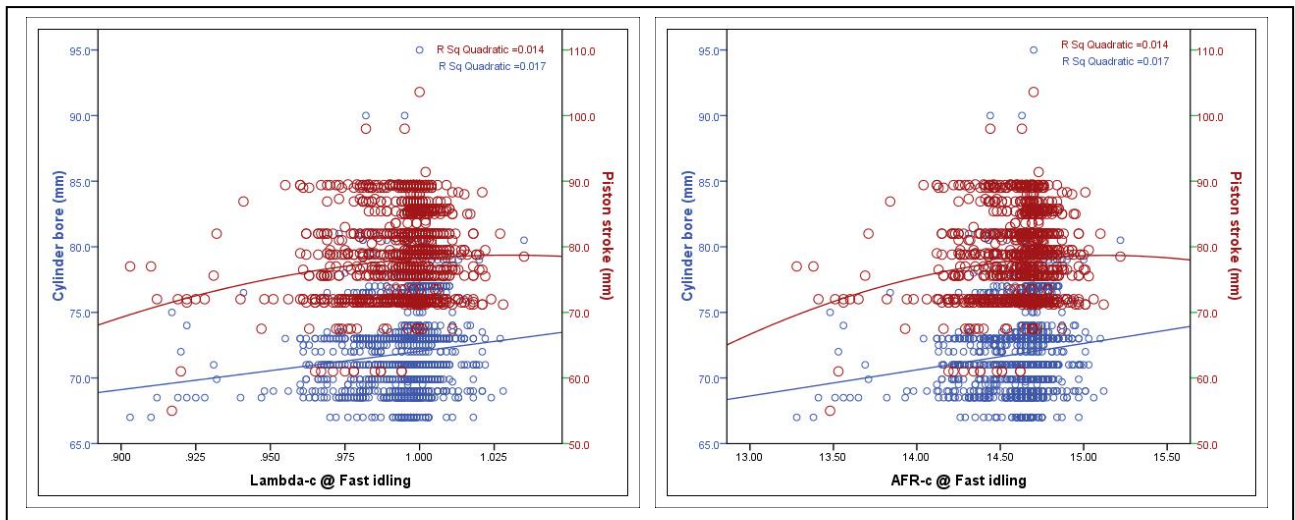 R Sq Quadratic =0.014
R Sq Quadratic =0.017
95.0
90.0
85.0
80.0
75.0
70.0
65.0
Cylinder bore (mm)
110.0
100.0
90.0
80.0
70.0
60.0
50.0
Piston stroke (mm)
.900 .925 .950 .975 1.000 1.025
Lambda-c @ Fast idling
R Sq Quadratic =0.014
R Sq Quadratic =0.017
95.0
90.0
85.0
80.0
75.0
70.0
65.0
Cylinder bore (mm)
110.0
100.0
90.0
80.0
70.0
60.0
50.0
Piston stroke (mm)
13.00 13.50 14.00 14.50 15.00 15.50
AFR-c @ Fast idling